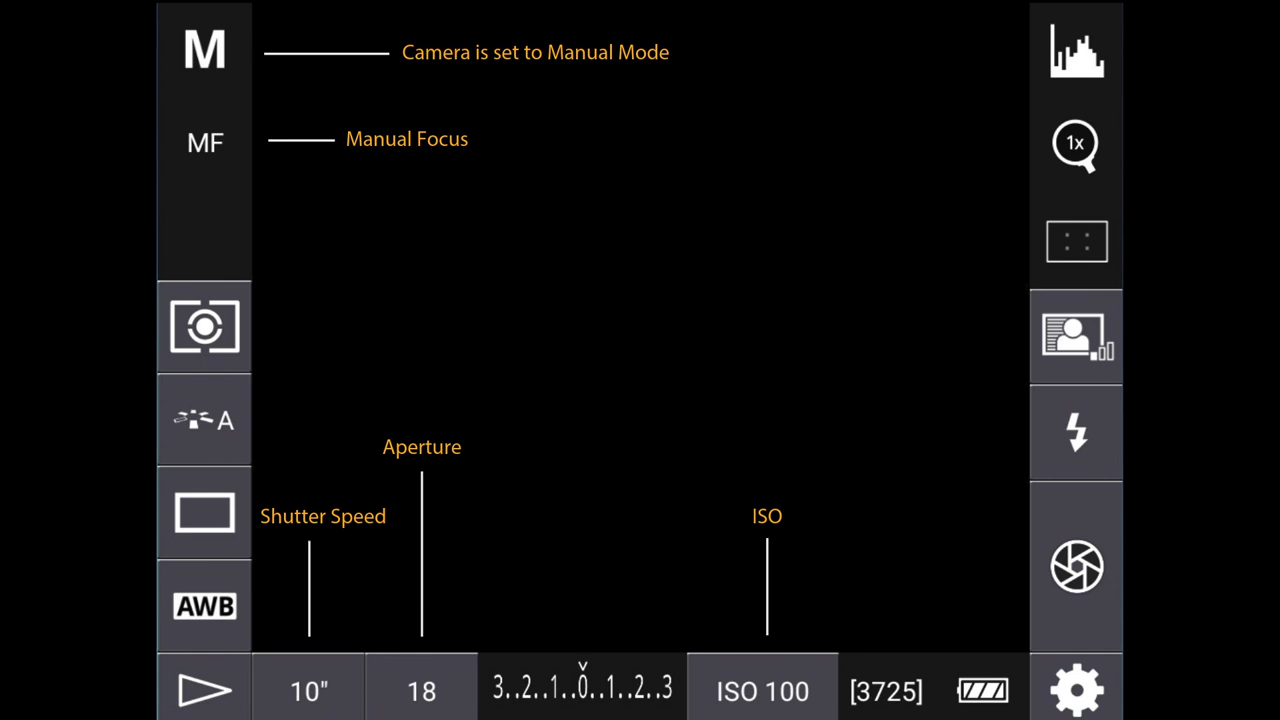 M
Camera is set to Manual Mode
MF
Manual Focus
1x
A
Aperture
Shutter Speed
ISO
AWB
10"
18
3..2..1..0..1..2..3
ISO 100
[3725]